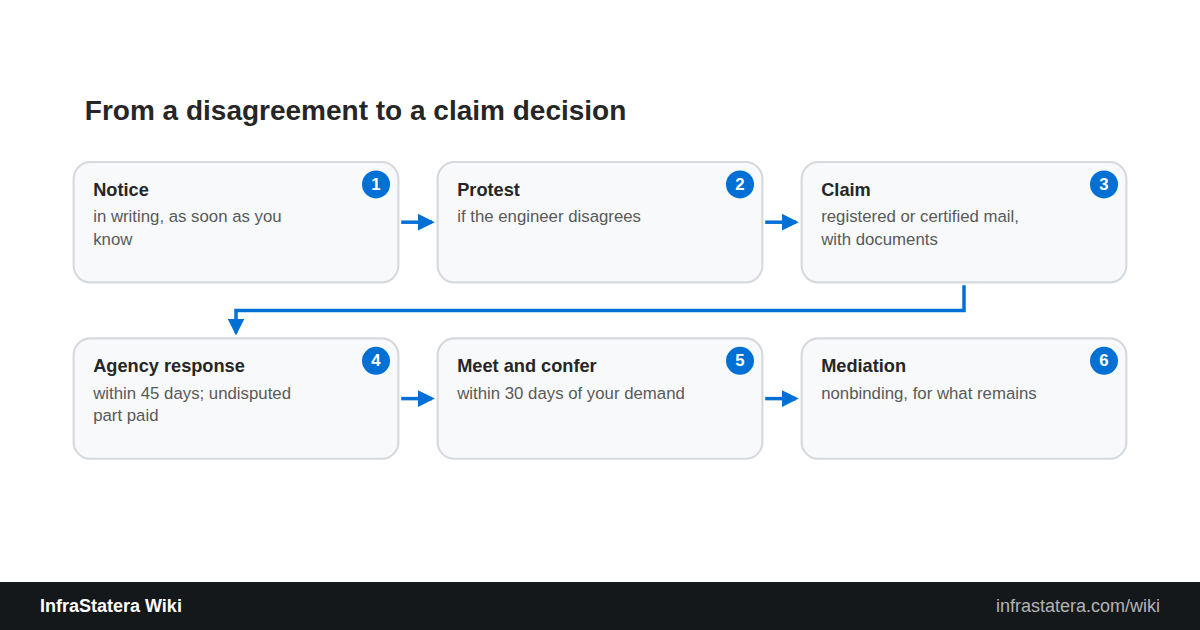 From a disagreement to a claim decision
1
Notice
in writing, as soon as you
know
2
Protest
if the engineer disagrees
3
Claim
registered or certified mail,
with documents
4
Agency response
within 45 days; undisputed
part paid
5
Meet and confer
within 30 days of your demand
6
Mediation
nonbinding, for what remains
InfraStatera Wiki
infrastatera.com/wiki